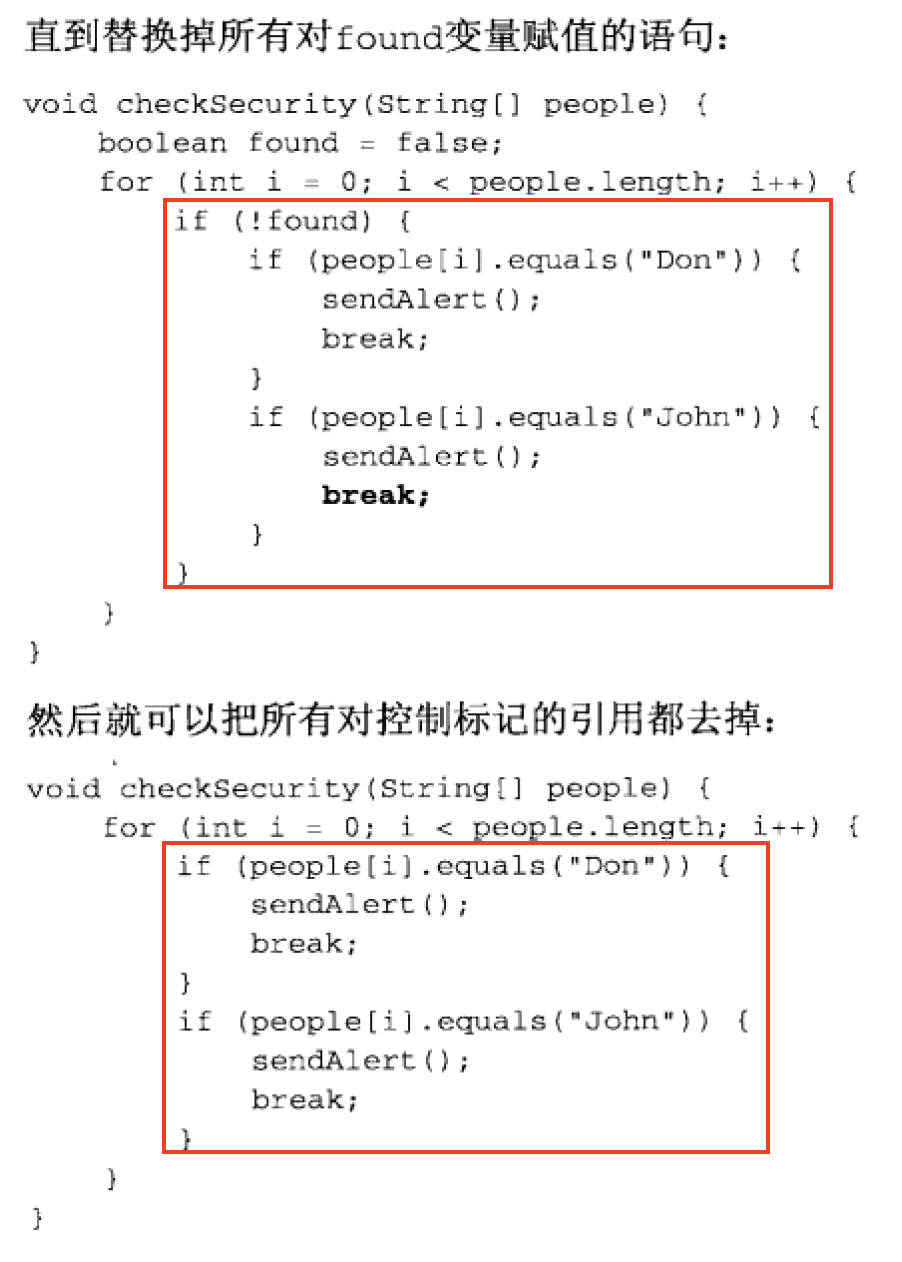 直到替换掉所有对found变量赋值的语句：
void checkSecurity(String[] people) {
    boolean found = false;
    for (int i = 0; i < people.length; i++) {
        if (!found) {
            if (people[i].equals("Don")) {
                sendAlert();
                break;
            }
            if (people[i].equals("John")) {
                sendAlert();
                break;
            }
        }
    }
}
然后就可以把所有对控制标记的引用都去掉：
void checkSecurity(String[] people) {
    for (int i = 0; i < people.length; i++) {
        if (people[i].equals("Don")) {
            sendAlert();
            break;
        }
        if (people[i].equals("John")) {
            sendAlert();
            break;
        }
    }
}